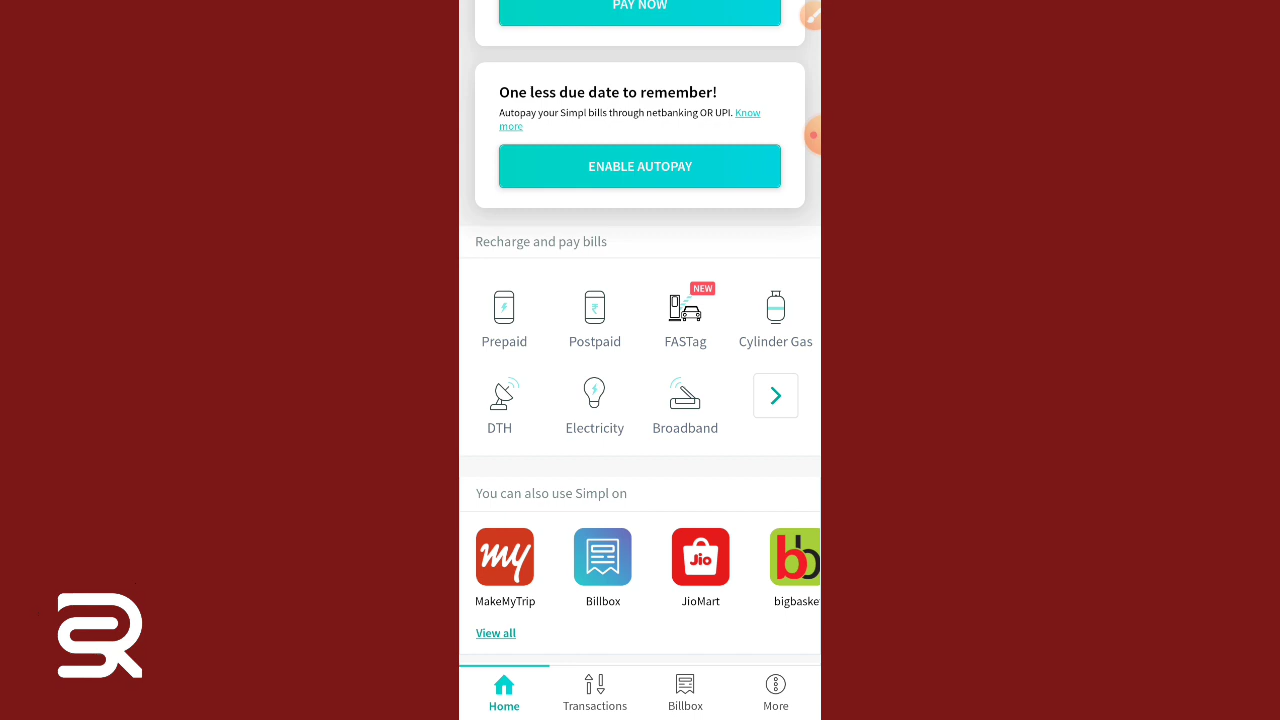 PAY NOW
One less due date to remember!
Autopay your Simpl bills through netbanking OR UPI. Know
more
ENABLE AUTOPAY
Recharge and pay bills
NEW
Prepaid Postpaid FASTag Cylinder Gas
DTH Electricity Broadband
You can also use Simpl on
my Jio bb
MakeMyTrip Billbox JioMart bigbaske
View all
Home Transactions Billbox More